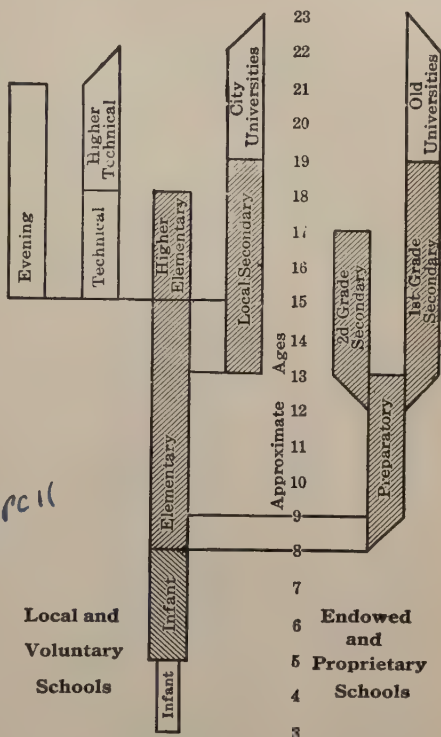 23
22
21
20
19
18
17
16
15
14
13
12
11
10
9
8
7
6
5
4
3
Approximate Ages
Evening
Technical
Higher
Technical
Infant
Infant
Elementary
Higher
Elementary
Local Secondary
City
Universities
2d Grade
Secondary
Preparatory
1st Grade
Secondary
Old
Universities
Local and
Voluntary
Schools
Endowed
and
Proprietary
Schools